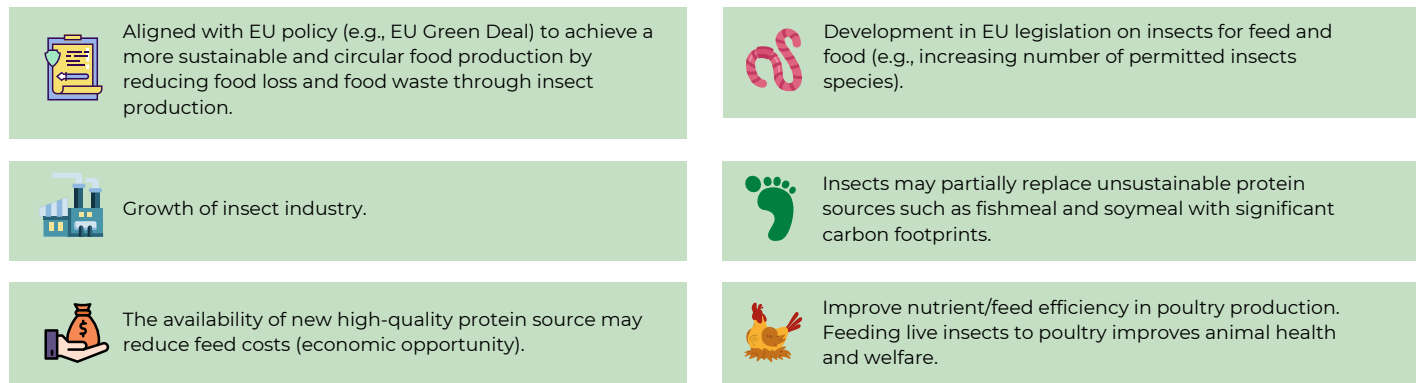 Aligned with EU policy (e.g., EU Green Deal) to achieve a
more sustainable and circular food production by
reducing food loss and food waste through insect
production.
Development in EU legislation on insects for feed and
food (e.g., increasing number of permitted insects
species).
Growth of insect industry.
Insects may partially replace unsustainable protein
sources such as fishmeal and soymeal with significant
carbon footprints.
$
The availability of new high-quality protein source may
reduce feed costs (economic opportunity).
Improve nutrient/feed efficiency in poultry production.
Feeding live insects to poultry improves animal health
and welfare.